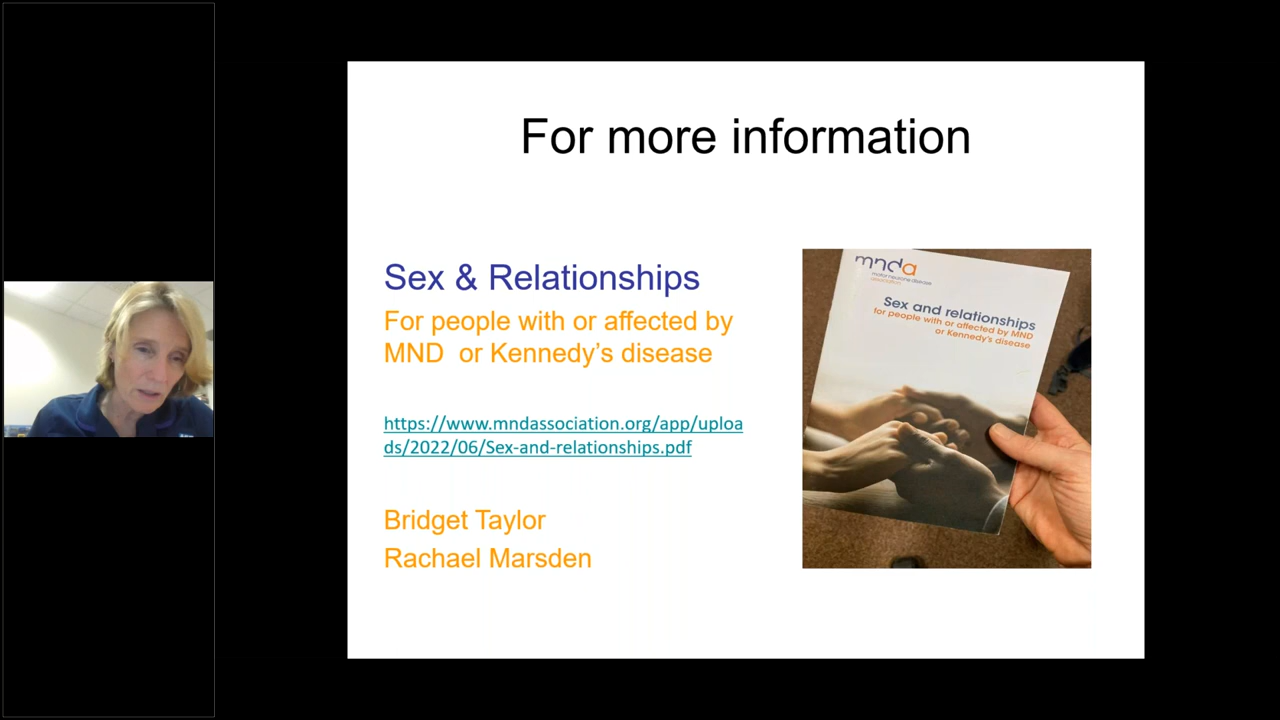 For more information
Sex & Relationships
For people with or affected by
MND or Kennedy's disease
https://www.mndassociation.org/app/uploa
ds/2022/06/Sex-and-relationships.pdf
Bridget Taylor
Rachael Marsden
mnda
motor neurone disease
association
Sex and relationships
for people with or affected by MND
or Kennedy's disease